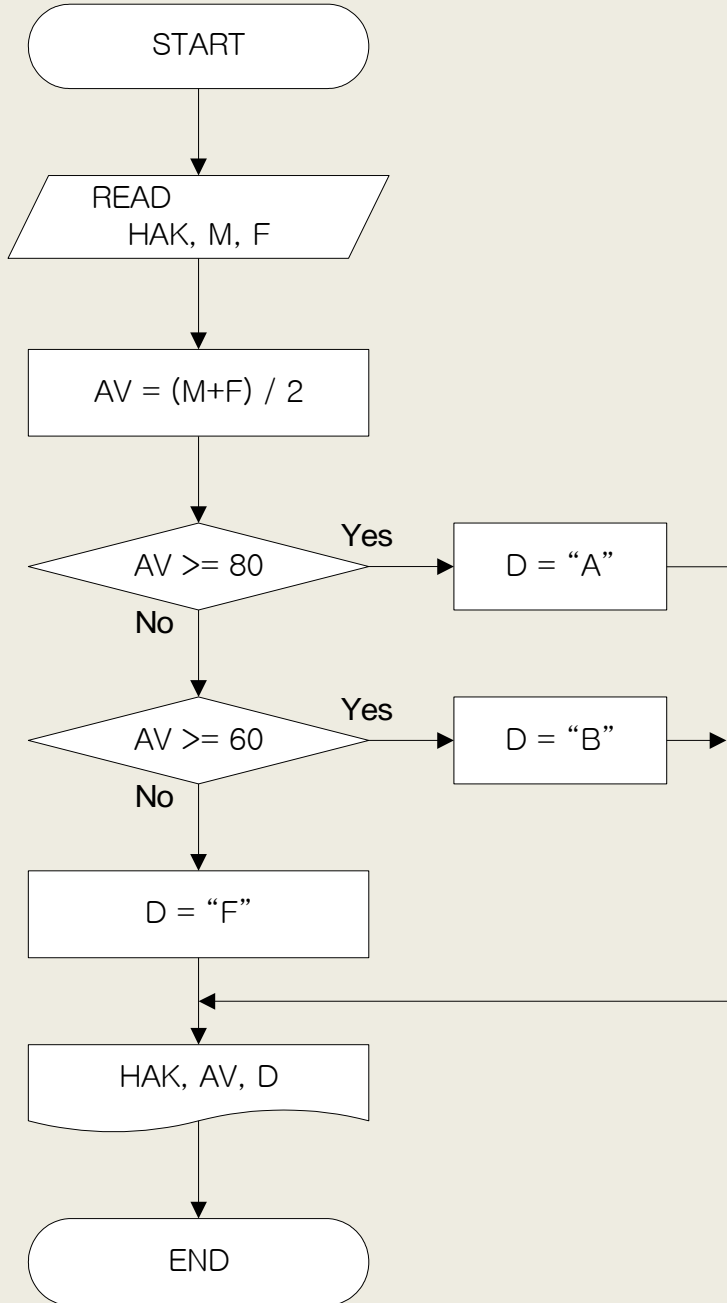 START
READ
HAK, M, F
AV = (M+F) / 2
AV >= 80
Yes
D = “A”
No
AV >= 60
Yes
D = “B”
No
D = “F”
HAK, AV, D
END